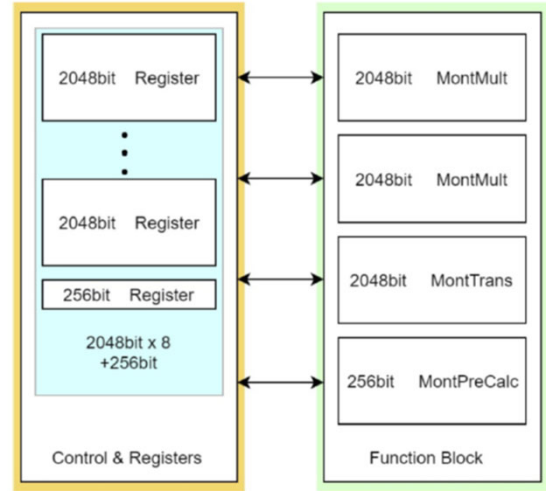 2048bit Register
2048bit Register
256bit Register
2048bit x 8
+256bit
Control & Registers
2048bit MontMult
2048bit MontMult
2048bit MontTrans
256bit MontPreCalc
Function Block